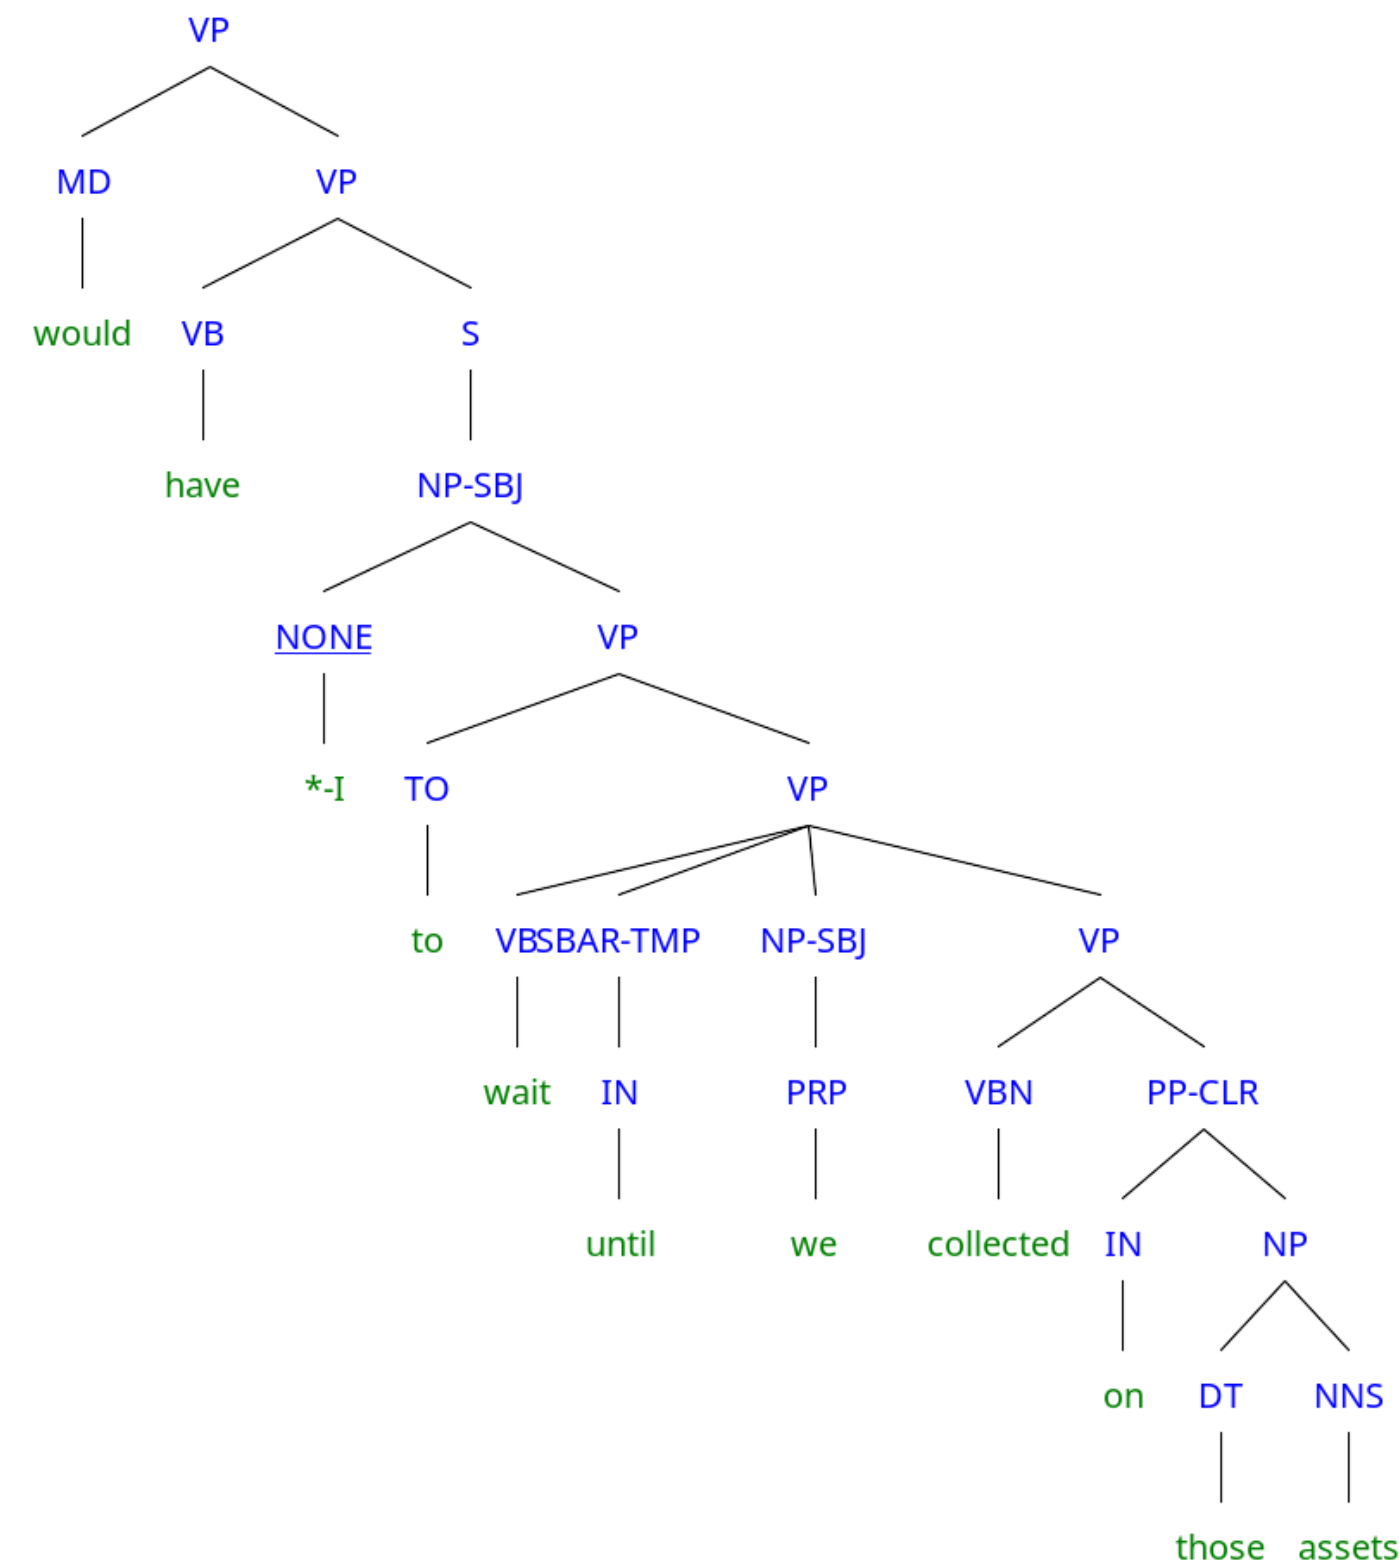 VP
MD VP
would VB S
have NP-SBJ
NONE VP
*-I TO VP
to VB SBAR-TMP NP-SBJ VP
wait IN PRP VBN PP-CLR
until we collected IN NP
on DT NNS
those assets